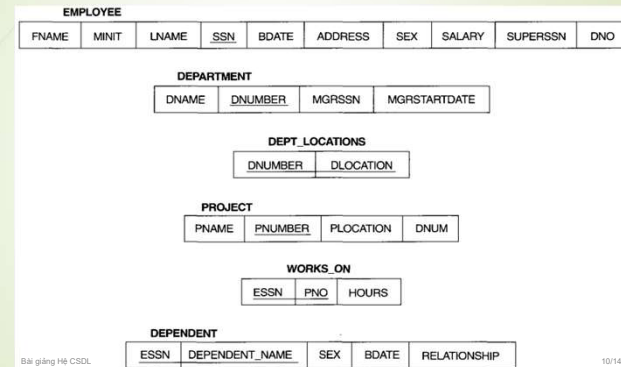 EMPLOYEE
FNAME MINIT LNAME SSN BDATE ADDRESS SEX SALARY SUPERSSN DNO
DEPARTMENT
DNAME DNUMBER MGRSSN MGRSTARTDATE
DEPT_LOCATIONS
DNUMBER DLOCATION
PROJECT
PNAME PNUMBER PLOCATION DNUM
WORKS_ON
ESSN PNO HOURS
DEPENDENT
ESSN DEPENDENT_NAME SEX BDATE RELATIONSHIP
Bài giảng Hệ CSDL
10/14